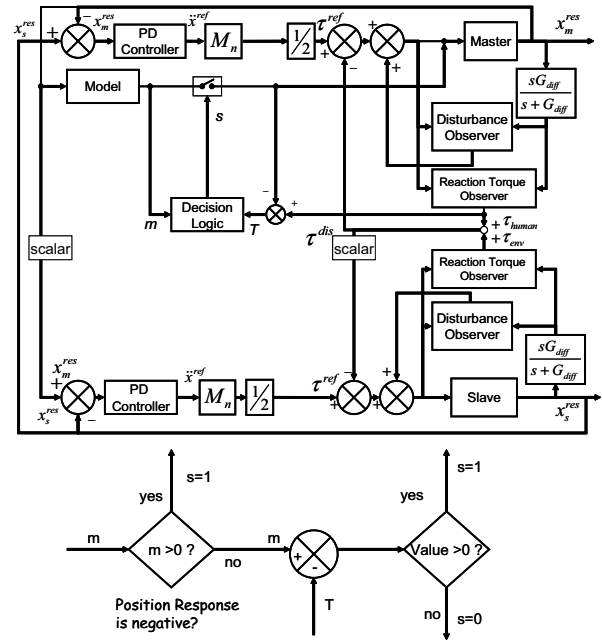 x_s^res + − x_m^res
PD
Controller
ẍ^ref
M_n
1/2
τ^ref
+
−
+
+
Master
x_m^res
Model
s
sG_diff
s + G_diff
Disturbance
Observer
Reaction Torque
Observer
Decision
Logic
m
T
−
+
τ^dis
+ τ_human
+ τ_env
scalar
scalar
Reaction Torque
Observer
Disturbance
Observer
sG_diff
s + G_diff
x_m^res
+
x_s^res
−
PD
Controller
ẍ^ref
M_n
1/2
τ^ref
−
+
+
+
Slave
x_s^res
s=1
yes
m
m >0 ?
no
m
+
-
T
s=1
yes
Value >0 ?
no
s=0
Position Response
is negative?